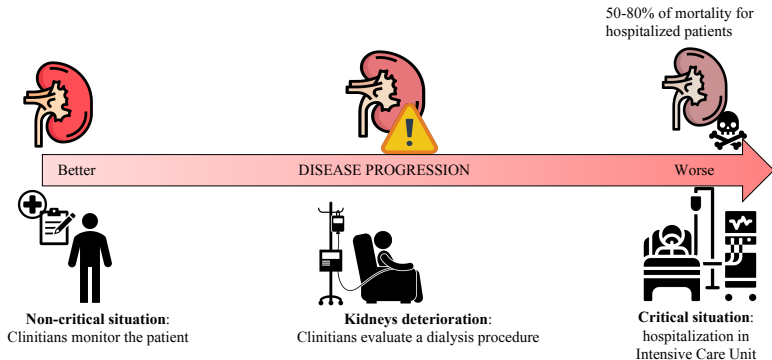 50-80% of mortality for
hospitalized patients
Better
DISEASE PROGRESSION
Worse
Non-critical situation:
Clinicians monitor the patient
Kidneys deterioration:
Clinitians evaluate a dialysis procedure
Critical situation:
hospitalization in
Intensive Care Unit